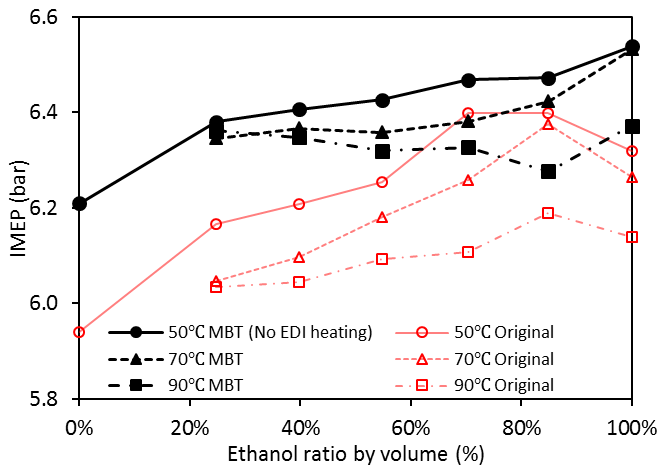 6.6
6.4
6.2
6.0
5.8
IMEP (bar)
50℃ MBT (No EDI heating)
50℃ Original
70℃ MBT
70℃ Original
90℃ MBT
90℃ Original
0%
20%
40%
60%
80%
100%
Ethanol ratio by volume (%)